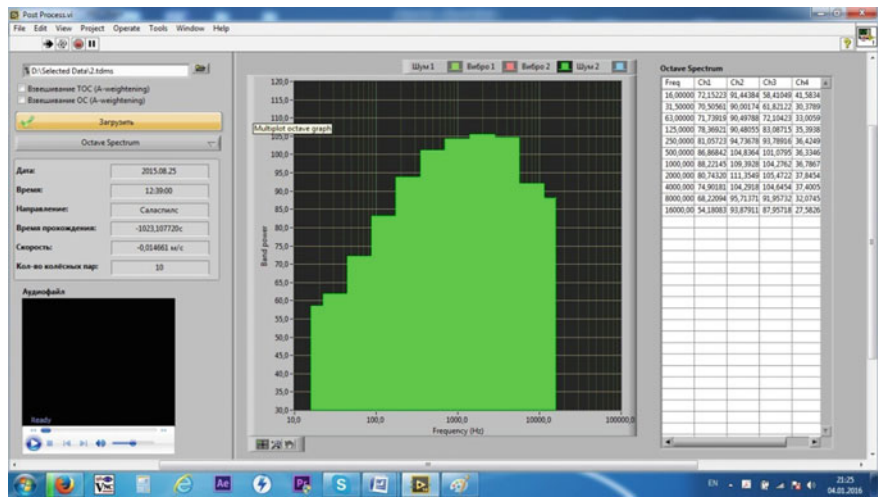 Post Process.vi
File Edit View Project Operate Tools Window Help
D:\Selected Data\2.tdms
Взвешивание ТОС (A-weightening)
Взвешивание ОС (A-weightening)
Загрузить
Octave Spectrum
Дата: 2015.08.25
Время: 12:39:00
Направление: Саласпилс
Время прохождения: -1023,107720с
Скорость: -0,014661 м/с
Кол-во колёсных пар: 10
Аудиофайл
Ready
Шум 1 Вибро 1 Вибро 2 Шум 2
Multiplot octave graph
120,0
115,0
110,0
105,0
100,0
95,0
90,0
85,0
80,0
75,0
70,0
65,0
60,0
55,0
50,0
45,0
40,0
35,0
30,0
Band power
10,0 100,0 1000,0 10000,0 100000,0
Frequency (Hz)
Octave Spectrum
Freq Ch1 Ch2 Ch3 Ch4
16,00000 72,15223 91,44384 58,41049 41,5834
31,50000 70,50561 90,00174 61,82122 30,3789
63,00000 71,73919 90,49788 72,10423 33,0059
125,0000 78,36921 90,48055 83,08715 35,3938
250,0000 81,05723 94,73678 93,78916 36,4249
500,0000 86,86842 104,8364 101,0795 36,3346
1000,000 88,22145 109,3928 104,2762 36,7867
2000,000 80,74320 111,3549 105,4722 37,8454
4000,000 74,90181 104,2918 104,6454 37,4005
8000,000 68,22094 95,71371 91,95732 32,0745
16000,00 54,18083 93,87911 87,95718 27,5826
Ae
Pr
S
EN
21:25
04.01.2016